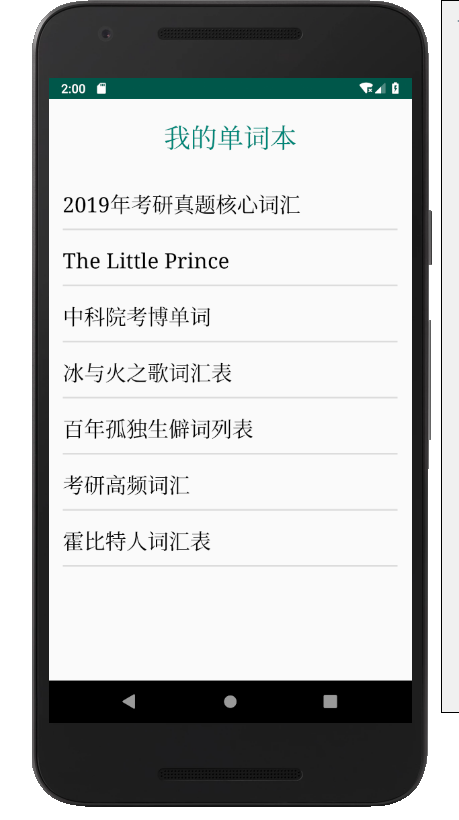 2:00
我的单词本
2019年考研真题核心词汇
The Little Prince
中科院考博单词
冰与火之歌词汇表
百年孤独生僻词列表
考研高频词汇
霍比特人词汇表